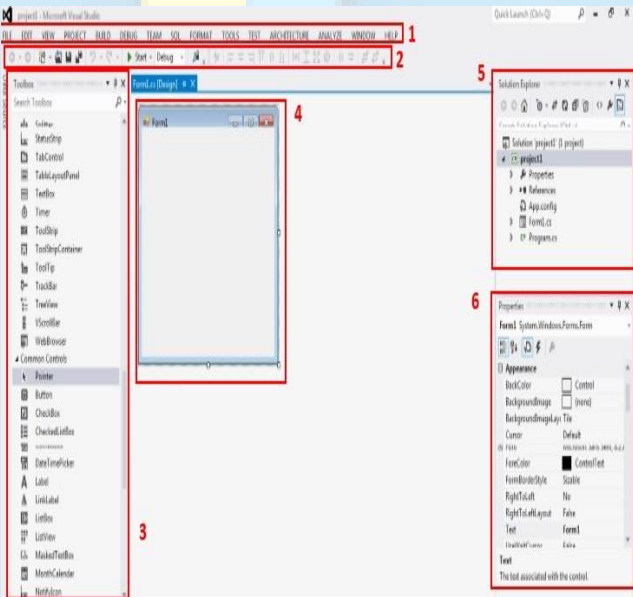 project1 - Microsoft Visual Studio
Quick Launch (Ctrl+Q)
FILE EDIT VIEW PROJECT BUILD DEBUG TEAM SQL FORMAT TOOLS TEST ARCHITECTURE ANALYZE WINDOW HELP
1
Start
Debug
2
Toolbox
Search Toolbox
StatusStrip
TabControl
TableLayoutPanel
TextBox
Timer
ToolStrip
ToolStripContainer
ToolTip
TrackBar
TreeView
VScrollBar
WebBrowser
Common Controls
Pointer
Button
CheckBox
CheckedListBox
DateTimePicker
Label
LinkLabel
ListBox
ListView
MaskedTextBox
MonthCalendar
NotifyIcon
3
Form1.cs [Design]
Form1
4
5
Solution Explorer
Solution 'project1' (1 project)
project1
Properties
References
App.config
Form1.cs
Program.cs
6
Properties
Form1 System.Windows.Forms.Form
Appearance
BackColor Control
BackgroundImage (none)
BackgroundImageLay Tile
Cursor Default
ForeColor ControlText
FormBorderStyle Sizable
RightToLeft No
RightToLeftLayout False
Text Form1
UseWaitCursor False
Text
The text associated with the control.